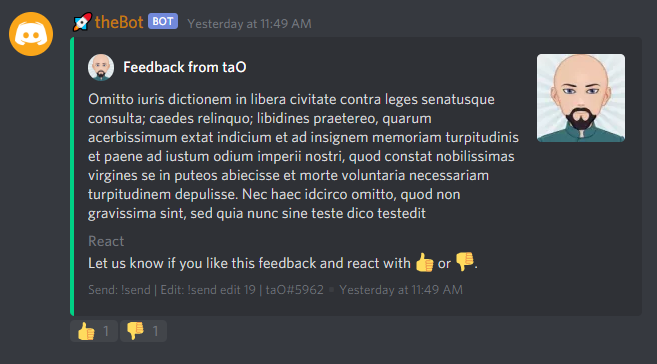 🚀 theBot BOT Yesterday at 11:49 AM
Feedback from taO
Omitto iuris dictionem in libera civitate contra leges senatusque
consulta; caedes relinquo; libidines praetereo, quarum
acerbissimum extat indicium et ad insignem memoriam turpitudinis
et paene ad iustum odium imperii nostri, quod constat nobilissimas
virgines se in puteos abiecisse et morte voluntaria necessariam
turpitudinem depulisse. Nec haec idcirco omitto, quod non
gravissima sint, sed quia nunc sine teste dico testedit
React
Let us know if you like this feedback and react with 👍 or 👎.
Send: !send | Edit: !send edit 19 | taO#5962 • Yesterday at 11:49 AM
👍 1 👎 1